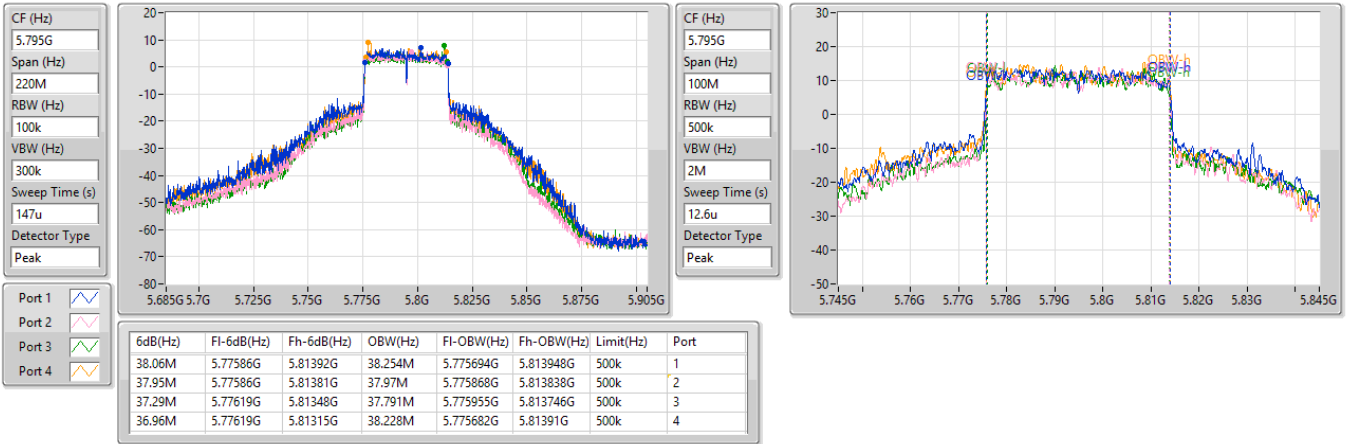 CF (Hz)
5.795G
Span (Hz)
220M
RBW (Hz)
100k
VBW (Hz)
300k
Sweep Time (s)
147u
Detector Type
Peak
20
10
0
-10
-20
-30
-40
-50
-60
-70
-80
5.685G 5.7G 5.725G 5.75G 5.775G 5.8G 5.825G 5.85G 5.875G 5.905G
CF (Hz)
5.795G
Span (Hz)
100M
RBW (Hz)
500k
VBW (Hz)
2M
Sweep Time (s)
12.6u
Detector Type
Peak
30
20
10
0
-10
-20
-30
-40
-50
OBW-h
5.745G 5.76G 5.77G 5.78G 5.79G 5.8G 5.81G 5.82G 5.83G 5.845G
Port 1
Port 2
Port 3
Port 4
6dB(Hz) Fl-6dB(Hz) Fh-6dB(Hz) OBW(Hz) Fl-OBW(Hz) Fh-OBW(Hz) Limit(Hz) Port
38.06M 5.77586G 5.81392G 38.254M 5.775694G 5.813948G 500k 1
37.95M 5.77586G 5.81381G 37.97M 5.775868G 5.813838G 500k 2
37.29M 5.77619G 5.81348G 37.791M 5.775955G 5.813746G 500k 3
36.96M 5.77619G 5.81315G 38.228M 5.775682G 5.81391G 500k 4